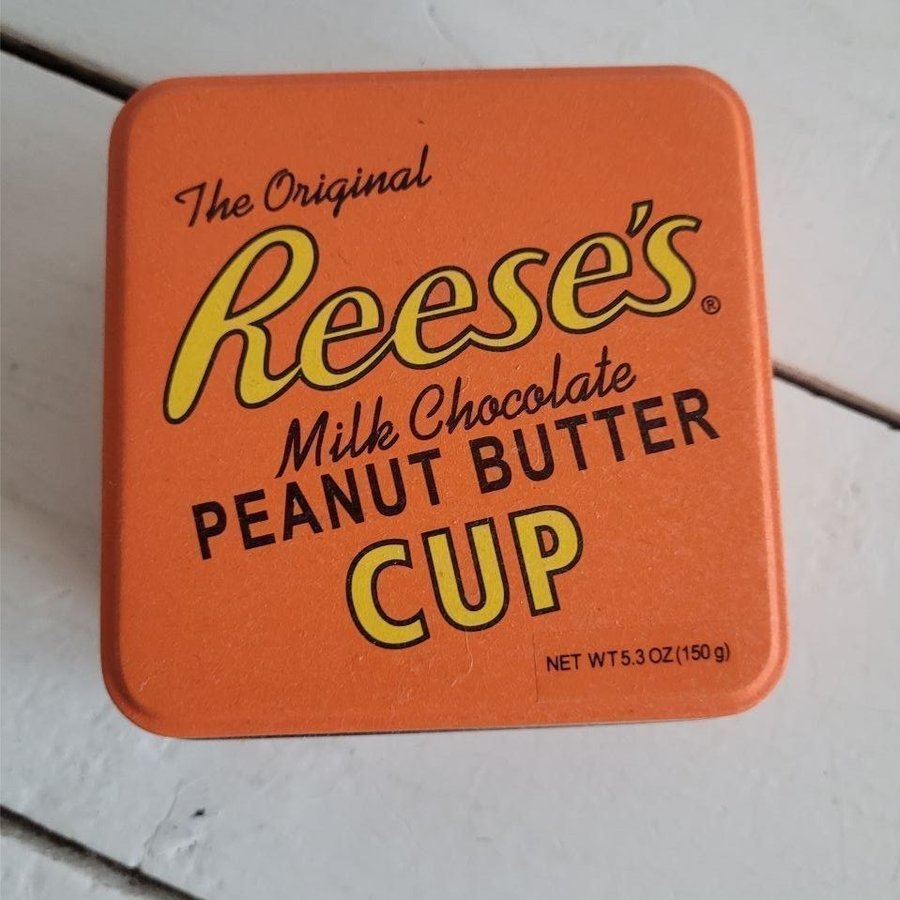 The Original
Reese's®
Milk Chocolate
PEANUT BUTTER
CUP
NET WT 5.3 OZ (150 g)